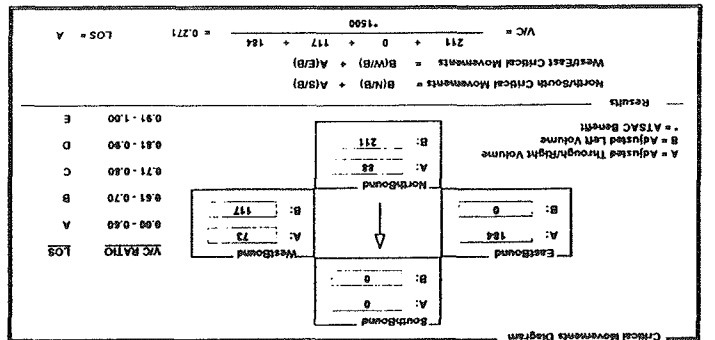 Critical Movements Diagram
SouthBound
A: 0
B: 0
EastBound
A: 184
B: 0
WestBound
A: 73
B: 117
NorthBound
A: 88
B: 211
V/C RATIO LOS
0.00 - 0.60 A
0.61 - 0.70 B
0.71 - 0.80 C
0.81 - 0.90 D
0.91 - 1.00 E
A = Adjusted Through/Right Volume
B = Adjusted Left Volume
* = ATSAC Benefit
Results
North/South Critical Movements = B(N/B) + A(S/B)
West/East Critical Movements = B(W/B) + A(E/B)
211 + 0 + 117 + 184
V/C = = 0.271 LOS = A
*1500